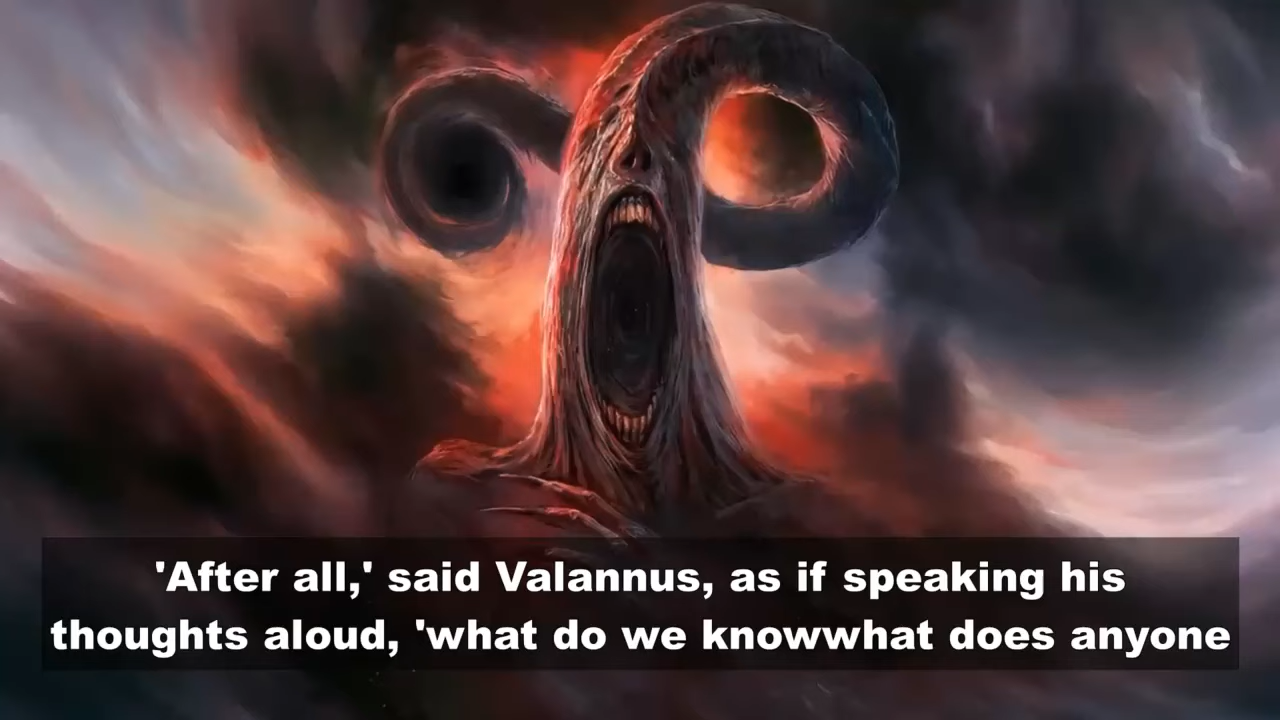 'After all,' said Valannus, as if speaking his
thoughts aloud, 'what do we knowwhat does anyone